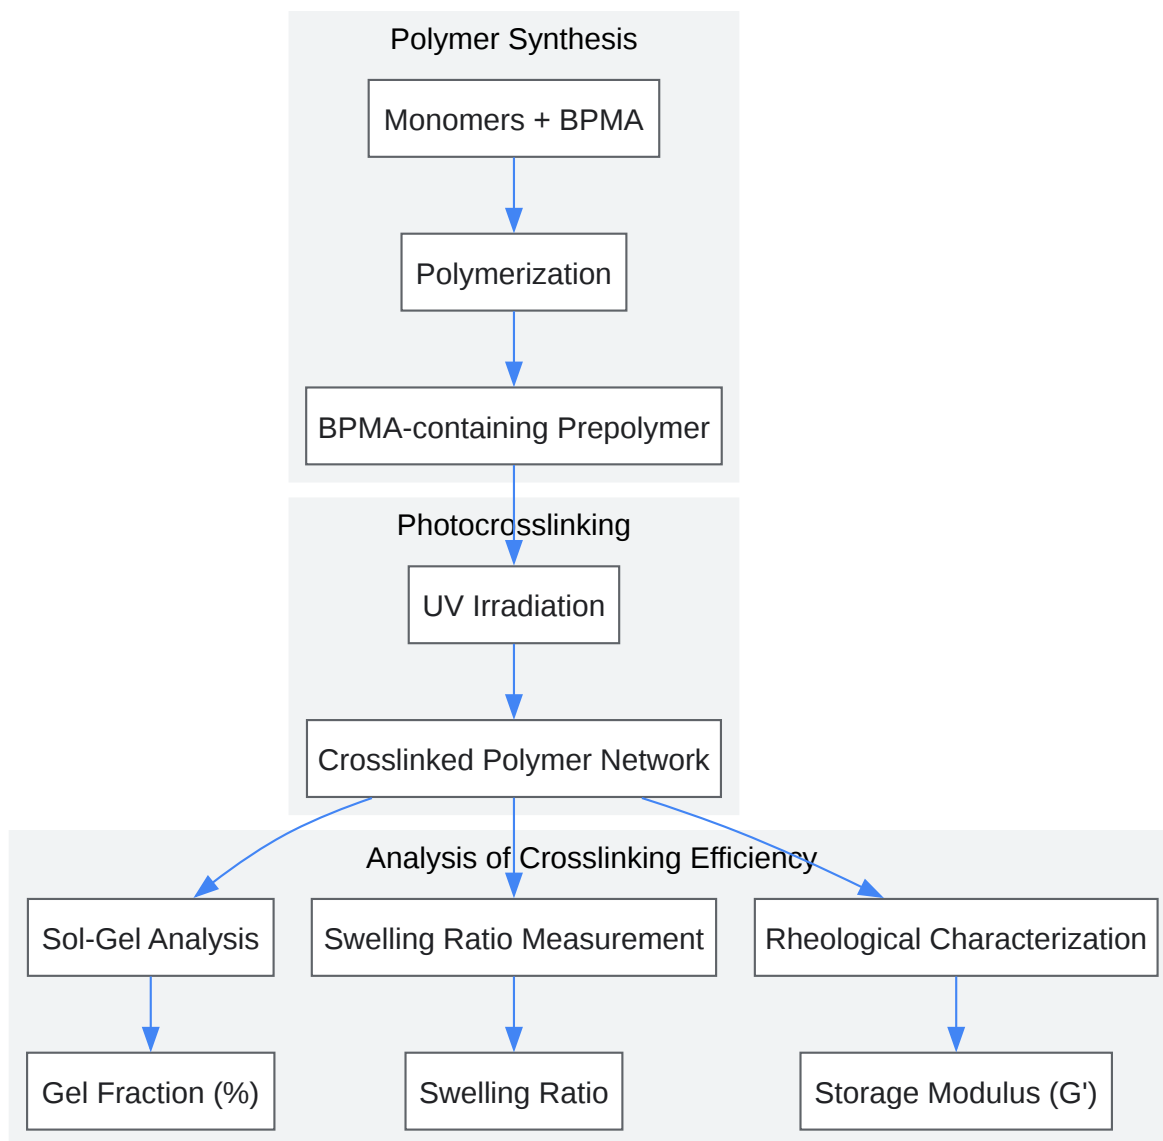 Polymer Synthesis
Monomers + BPMA
Polymerization
BPMA-containing Prepolymer
Photocrosslinking
UV Irradiation
Crosslinked Polymer Network
Analysis of Crosslinking Efficiency
Sol-Gel Analysis
Swelling Ratio Measurement
Rheological Characterization
Gel Fraction (%)
Swelling Ratio
Storage Modulus (G')